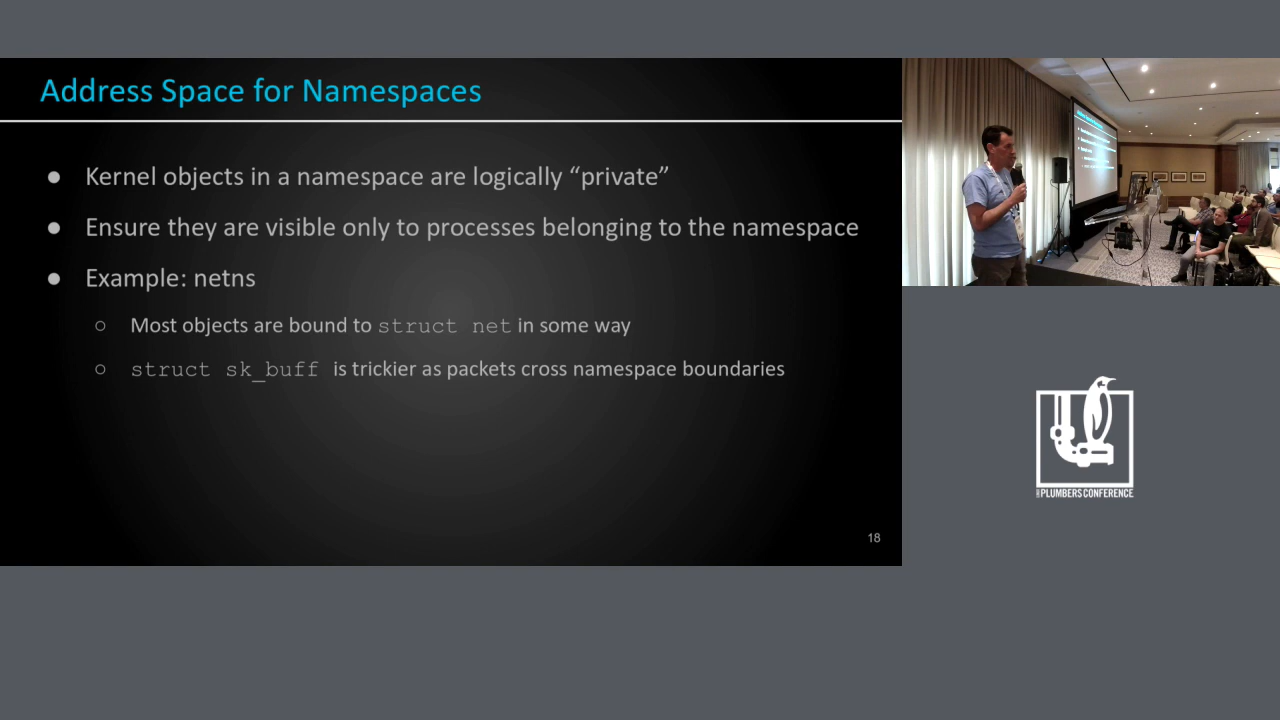 Address Space for Namespaces
● Kernel objects in a namespace are logically “private”
● Ensure they are visible only to processes belonging to the namespace
● Example: netns
○ Most objects are bound to struct net in some way
○ struct sk_buff is trickier as packets cross namespace boundaries
18
PLUMBERS CONFERENCE